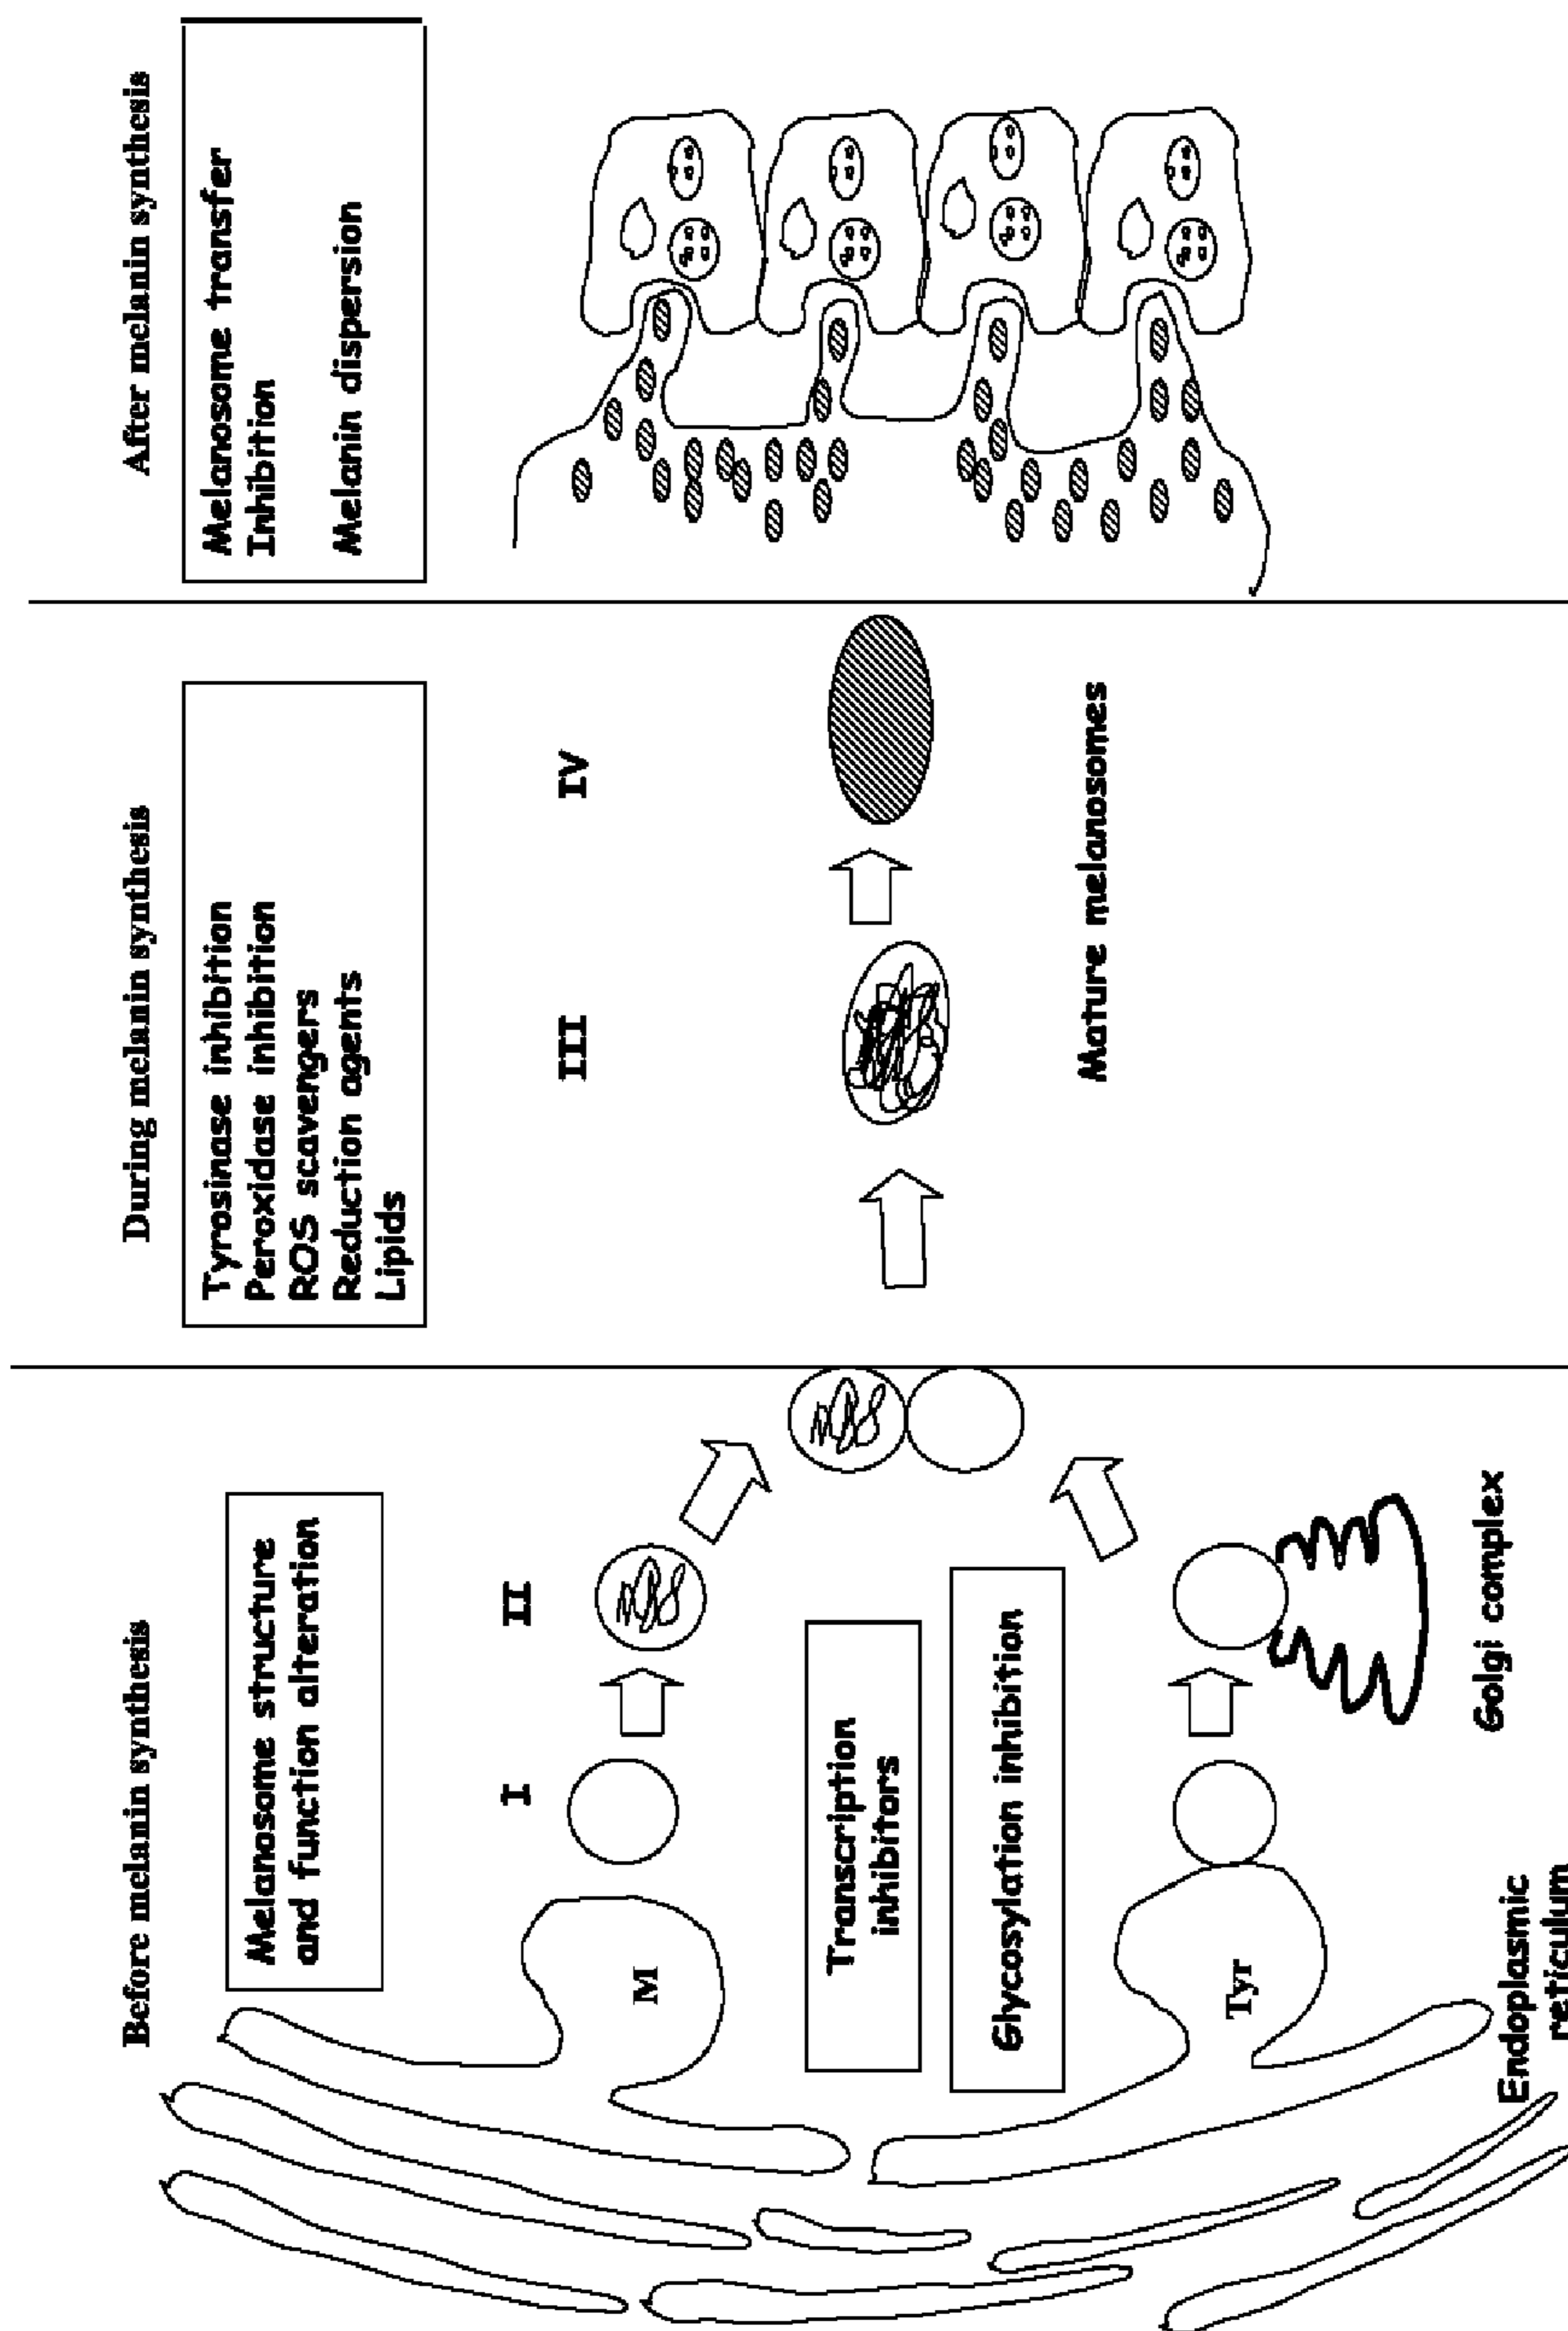 Before melanin synthesis
Melanosome structure
and function alteration
I
II
M
Transcription
inhibitors
Glycosylation inhibition
Tyr
Golgi complex
Endoplasmic
reticulum
During melanin synthesis
Tyrosinase inhibition
Peroxidase inhibition
ROS scavengers
Reduction agents
Lipids
III
IV
Mature melanosomes
After melanin synthesis
Melanosome transfer
Inhibition
Melanin dispersion